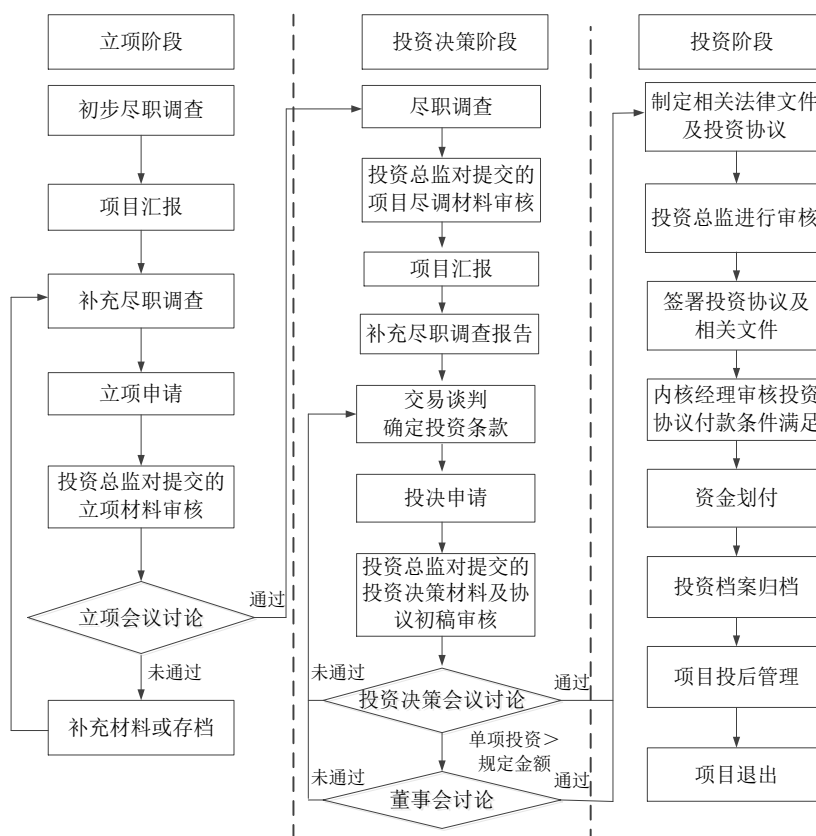 立项阶段
初步尽职调查
项目汇报
补充尽职调查
立项申请
投资总监对提交的
立项材料审核
立项会议讨论
通过
未通过
补充材料或存档
投资决策阶段
尽职调查
投资总监对提交的
项目尽调材料审核
项目汇报
补充尽职调查报告
交易谈判
确定投资条款
投决申请
投资总监对提交的
投资决策材料及协
议初稿审核
未通过
投资决策会议讨论
通过
单项投资＞
规定金额
未通过
董事会讨论
通过
投资阶段
制定相关法律文件
及投资协议
投资总监进行审核
签署投资协议及
相关文件
内核经理审核投资
协议付款条件满足
资金划付
投资档案归档
项目投后管理
项目退出